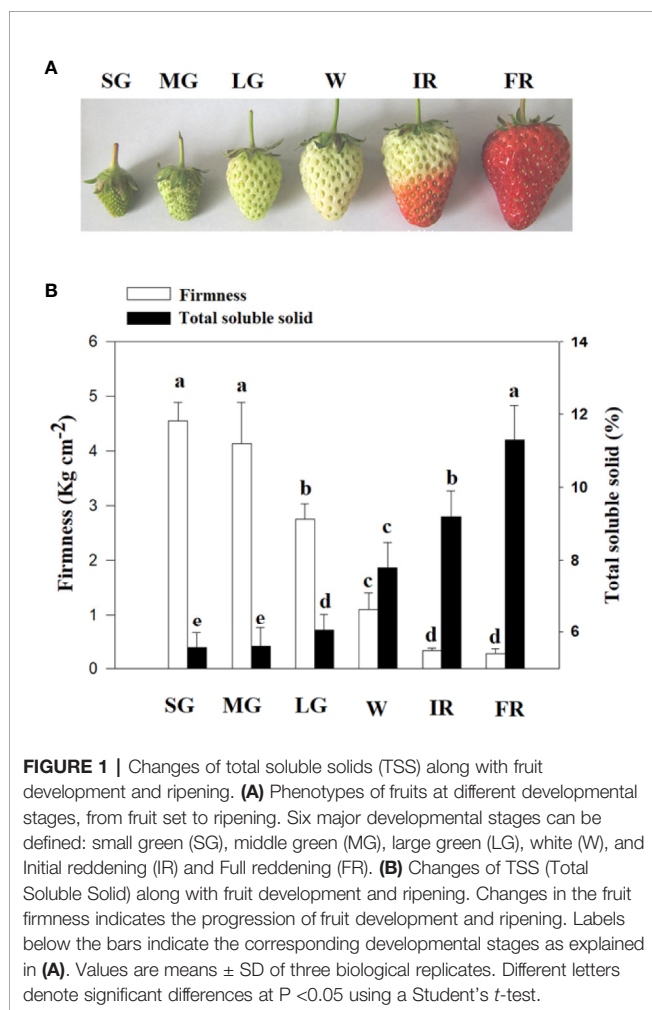 A
SG MG LG W IR FR
B
Firmness
Total soluble solid
6
5
4
3
2
1
0
Firmness (Kg cm-2)
14
12
10
8
6
Total soluble solid (%)
a a b c d d
e e d c b a
SG MG LG W IR FR
FIGURE 1 | Changes of total soluble solids (TSS) along with fruit
development and ripening. (A) Phenotypes of fruits at different developmental
stages, from fruit set to ripening. Six major developmental stages can be
defined: small green (SG), middle green (MG), large green (LG), white (W), and
Initial reddening (IR) and Full reddening (FR). (B) Changes of TSS (Total
Soluble Solid) along with fruit development and ripening. Changes in the fruit
firmness indicates the progression of fruit development and ripening. Labels
below the bars indicate the corresponding developmental stages as explained
in (A). Values are means ± SD of three biological replicates. Different letters
denote significant differences at P <0.05 using a Student's t-test.